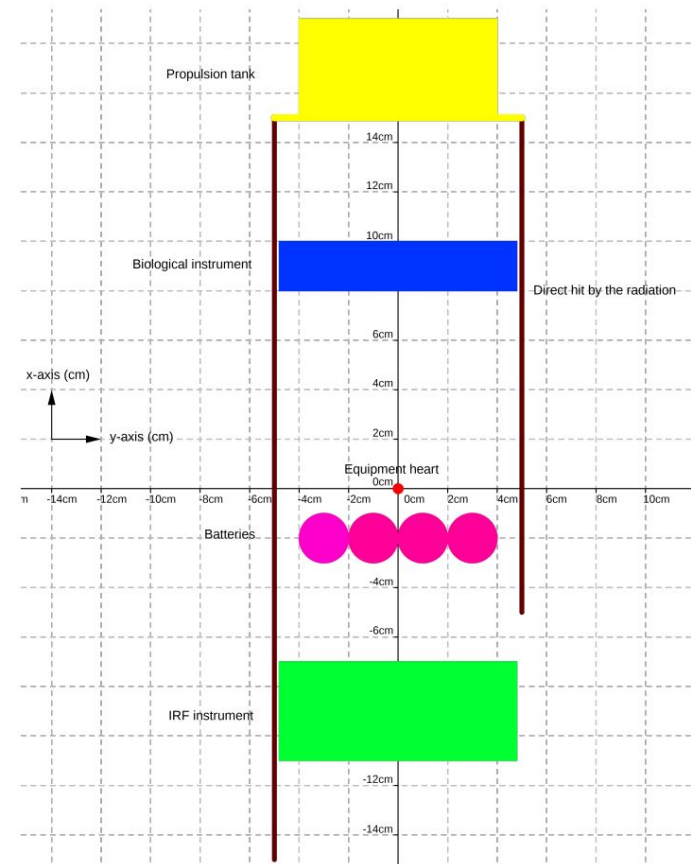 Propulsion tank
14cm
12cm
10cm
Biological instrument
Direct hit by the radiation
6cm
x-axis (cm)
4cm
y-axis (cm)
2cm
Equipment heart
0cm
-14cm -12cm -10cm -8cm -6cm -4cm -2cm 0cm 2cm 4cm 6cm 8cm 10cm
Batteries
-4cm
-6cm
IRF instrument
-12cm
-14cm